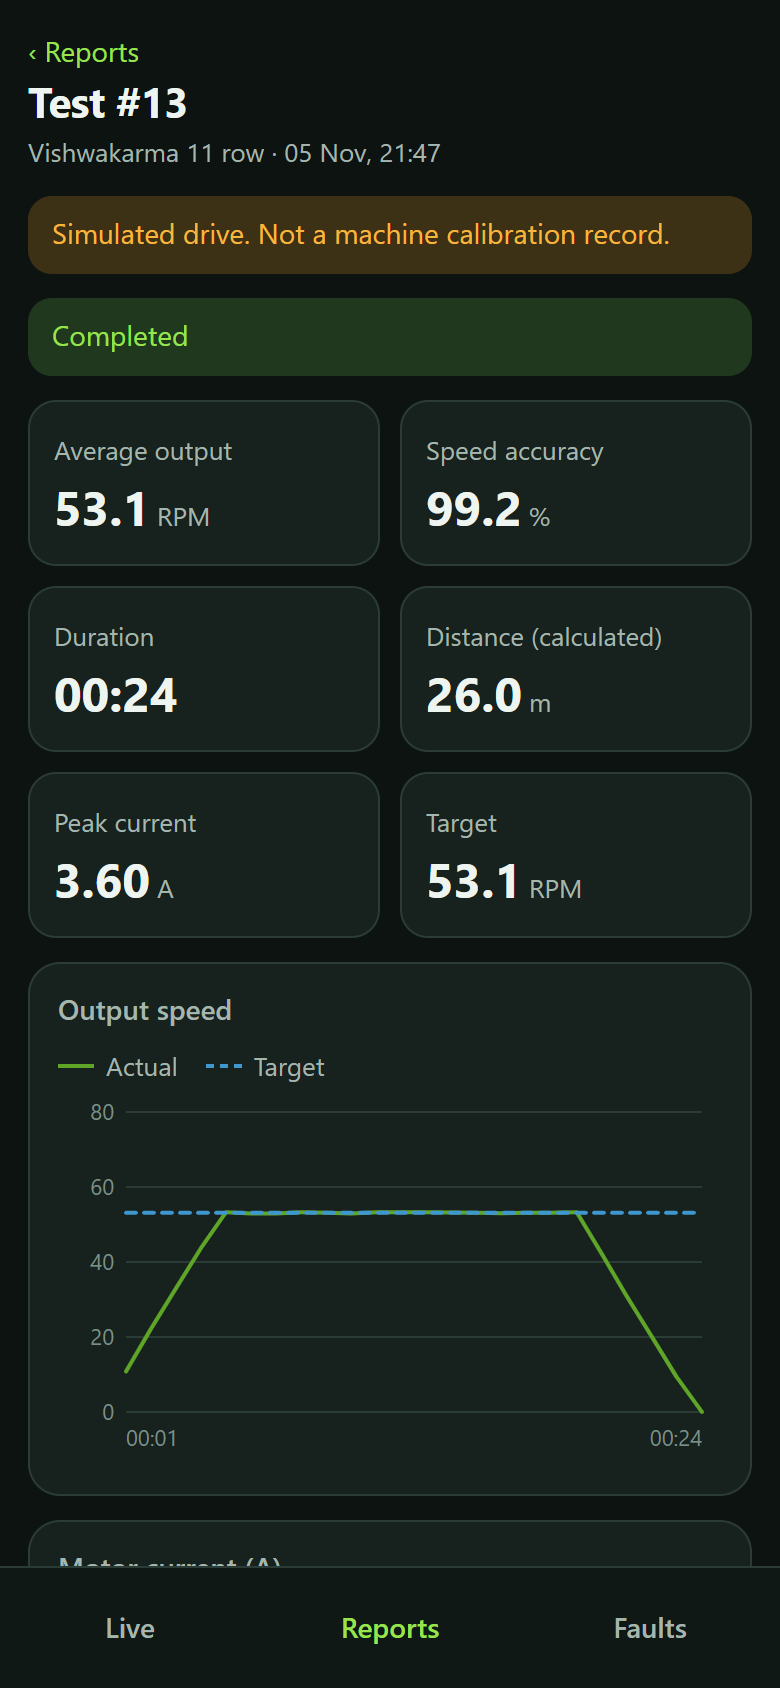 ‹ Reports
Test #13
Vishwakarma 11 row · 05 Nov, 21:47
Simulated drive. Not a machine calibration record.
Completed
Average output
53.1 RPM
Speed accuracy
99.2 %
Duration
00:24
Distance (calculated)
26.0 m
Peak current
3.60 A
Target
53.1 RPM
Output speed
Actual Target
80
60
40
20
0
00:01 00:24
Motor current (A)
Live Reports Faults